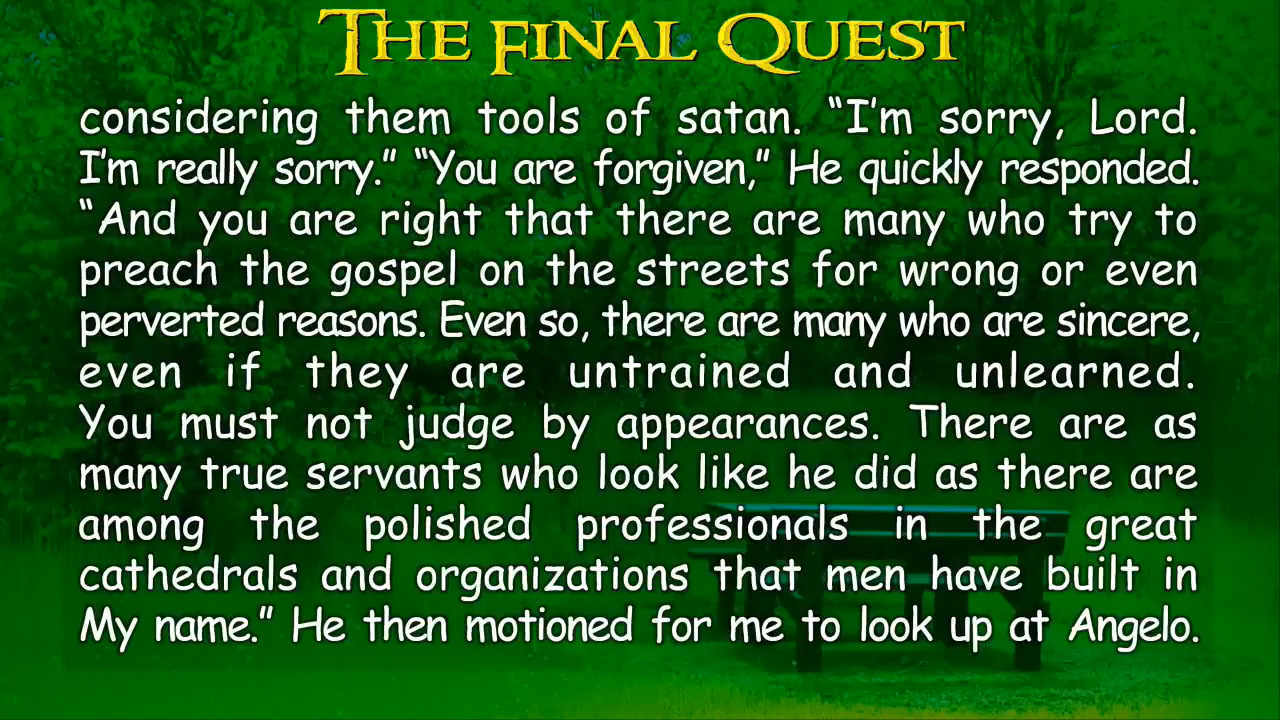 THE FINAL QUEST
considering them tools of satan. “I’m sorry, Lord.
I’m really sorry.” “You are forgiven,” He quickly responded.
“And you are right that there are many who try to
preach the gospel on the streets for wrong or even
perverted reasons. Even so, there are many who are sincere,
even if they are untrained and unlearned.
You must not judge by appearances. There are as
many true servants who look like he did as there are
among the polished professionals in the great
cathedrals and organizations that men have built in
My name.” He then motioned for me to look up at Angelo.